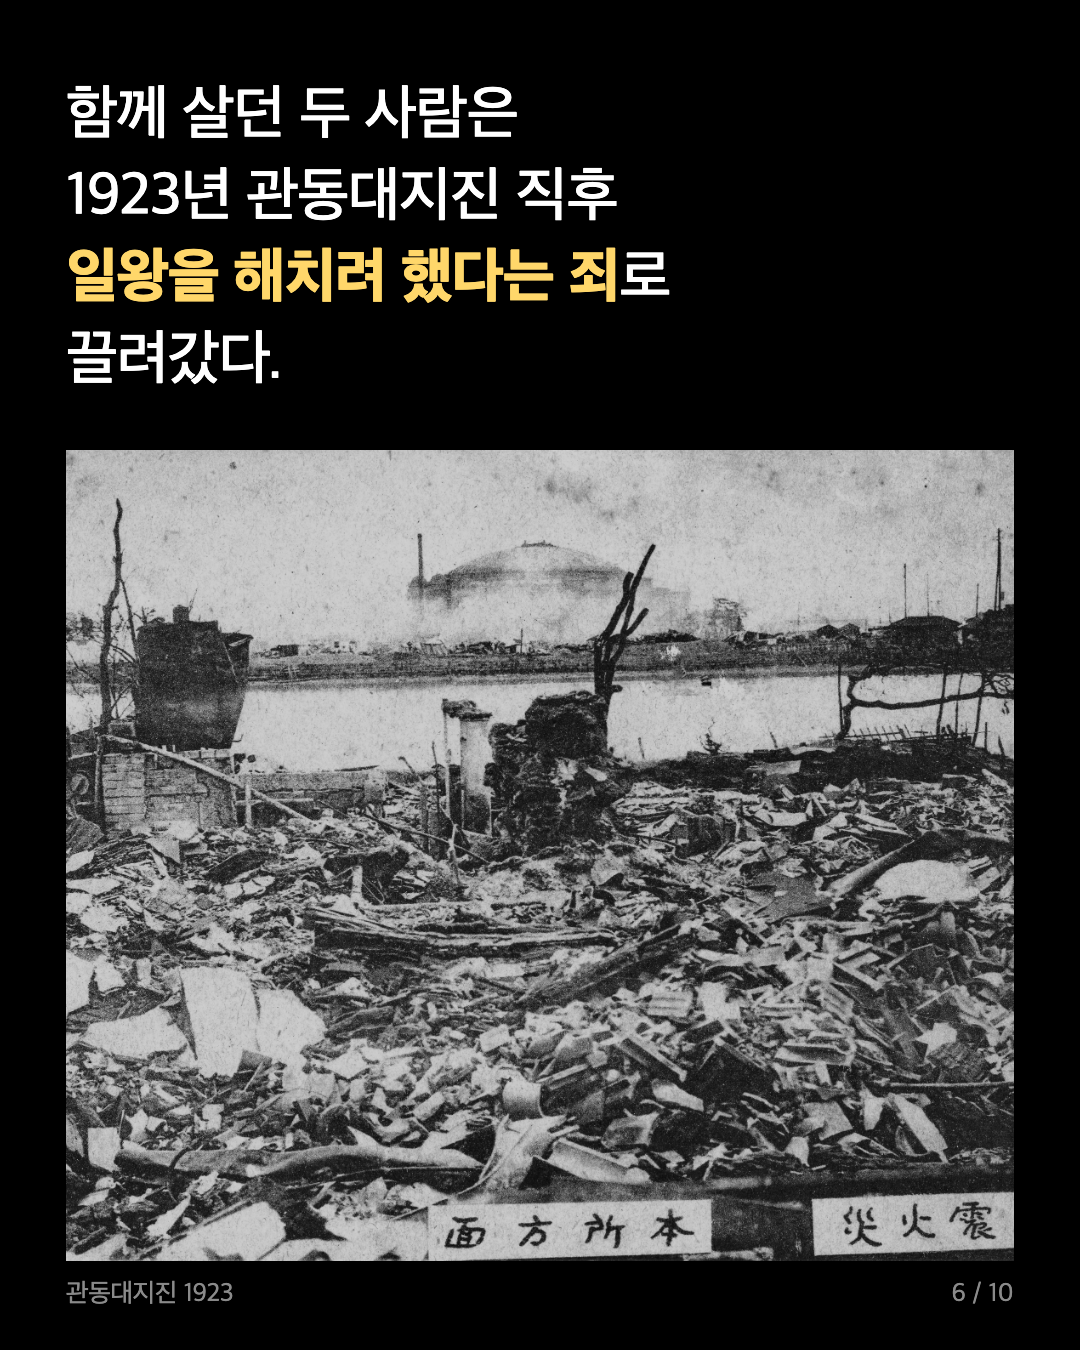 함께 살던 두 사람은
1923년 관동대지진 직후
일왕을 해치려 했다는 죄로
끌려갔다.
面方所本
災火震
관동대지진 1923
6 / 10